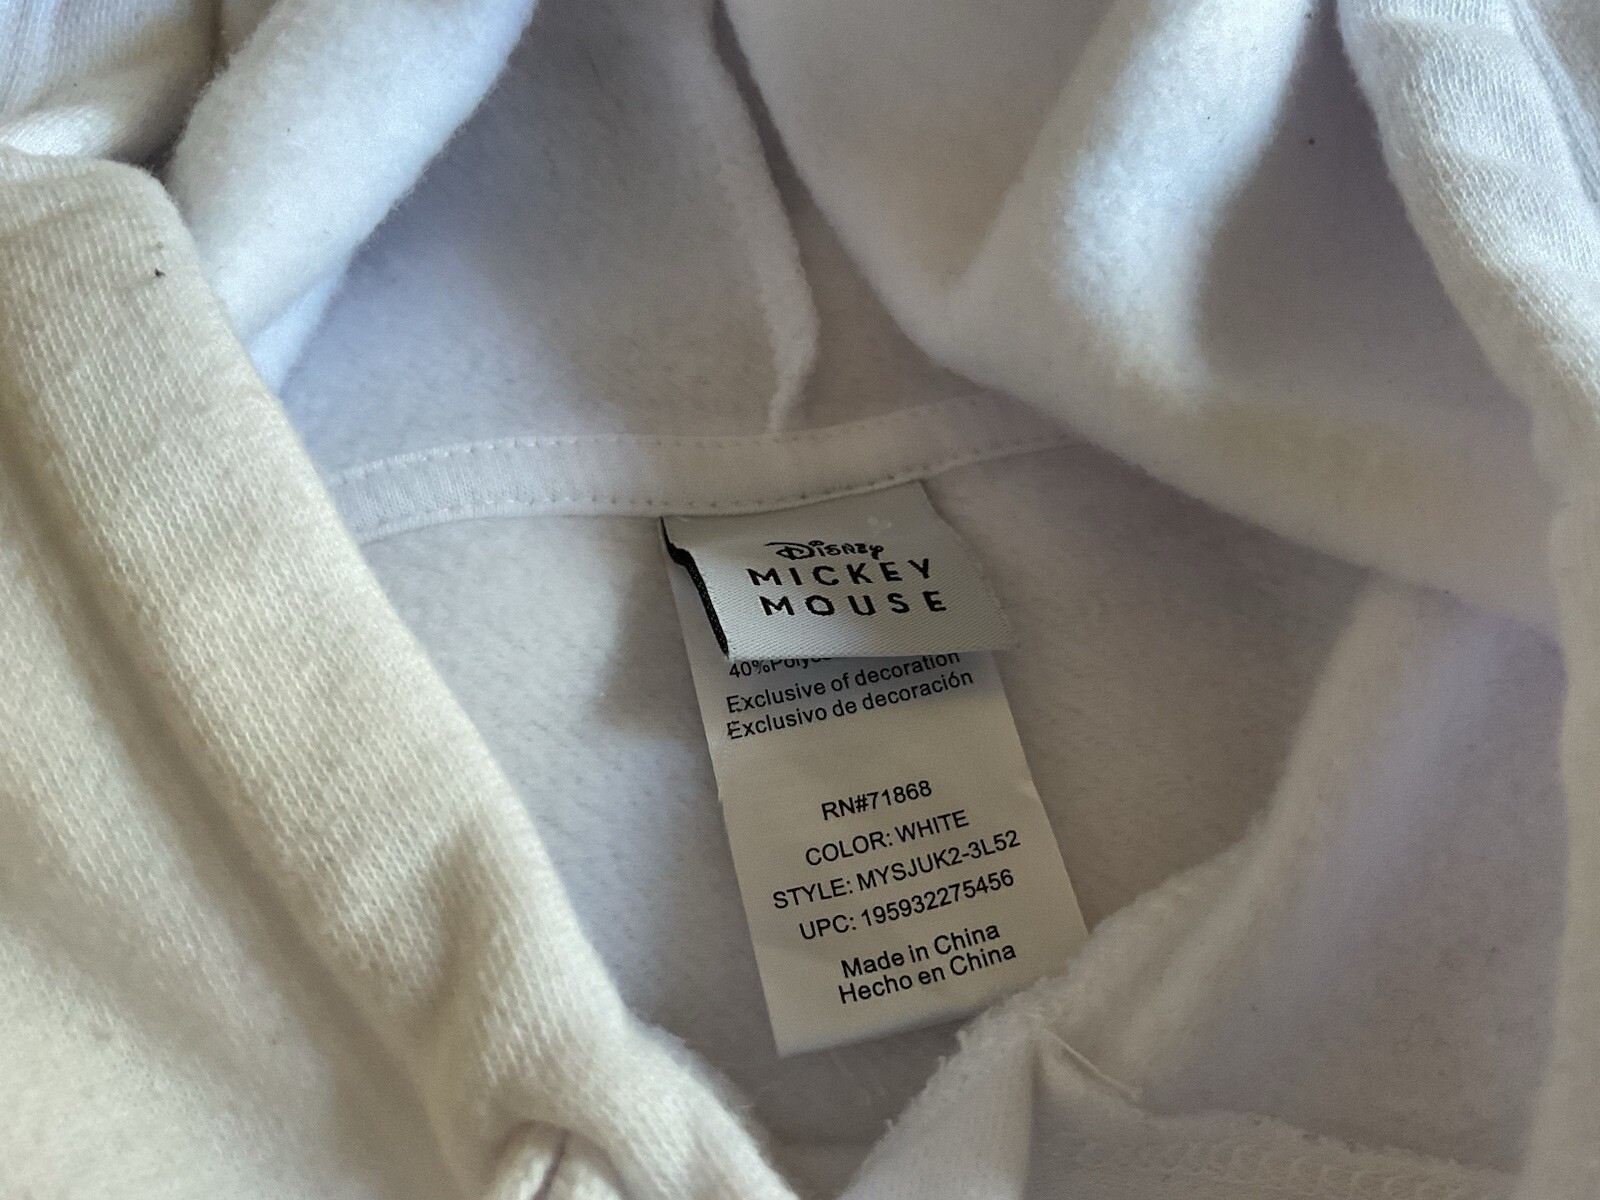 Disney
MICKEY
MOUSE
40%
Exclusive of decoration
Exclusivo de decoración
RN#71868
COLOR: WHITE
STYLE: MYSJUK2-3L52
UPC: 195932275456
Made in China
Hecho en China